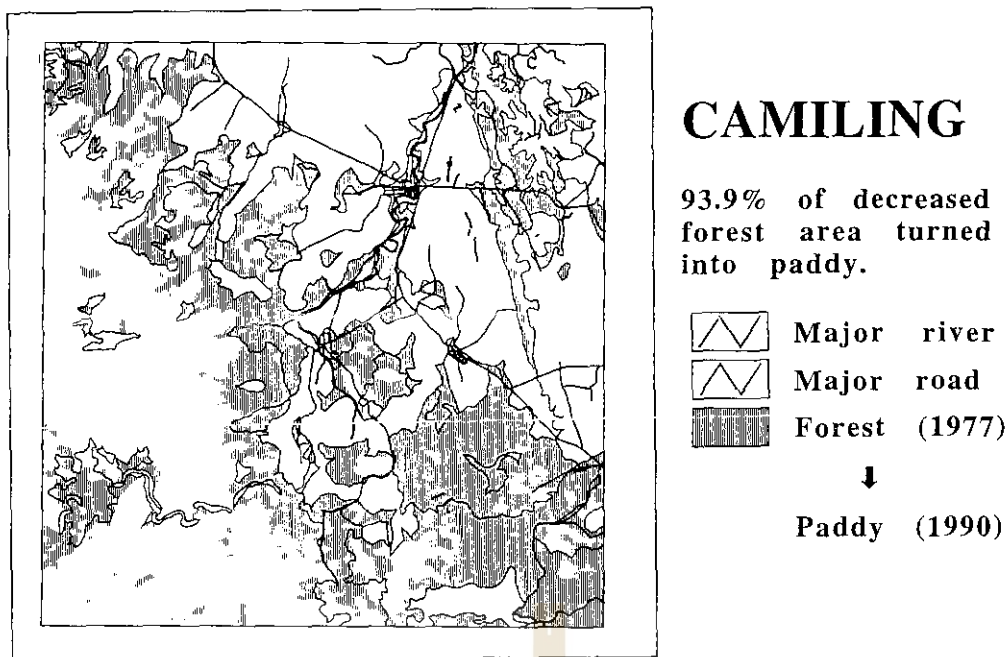 CAMILING
93.9% of decreased
forest area turned
into paddy.
Major river
Major road
Forest (1977)
Paddy (1990)